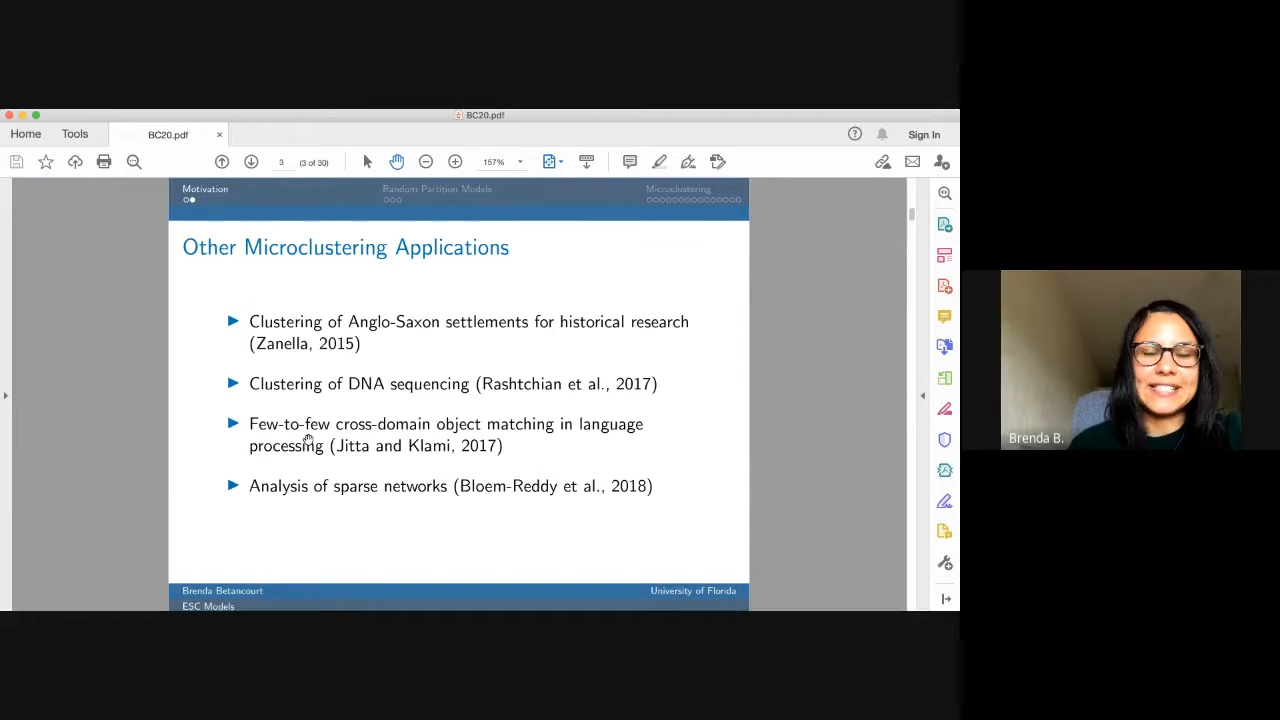 BC20.pdf
Home Tools BC20.pdf × Sign In
3 (3 of 30) 157%
Motivation Random Partition Models Microclustering
Other Microclustering Applications
Clustering of Anglo-Saxon settlements for historical research
(Zanella, 2015)
Clustering of DNA sequencing (Rashtchian et al., 2017)
Few-to-few cross-domain object matching in language
processing (Jitta and Klami, 2017)
Analysis of sparse networks (Bloem-Reddy et al., 2018)
Brenda Betancourt University of Florida
ESC Models
Brenda B.